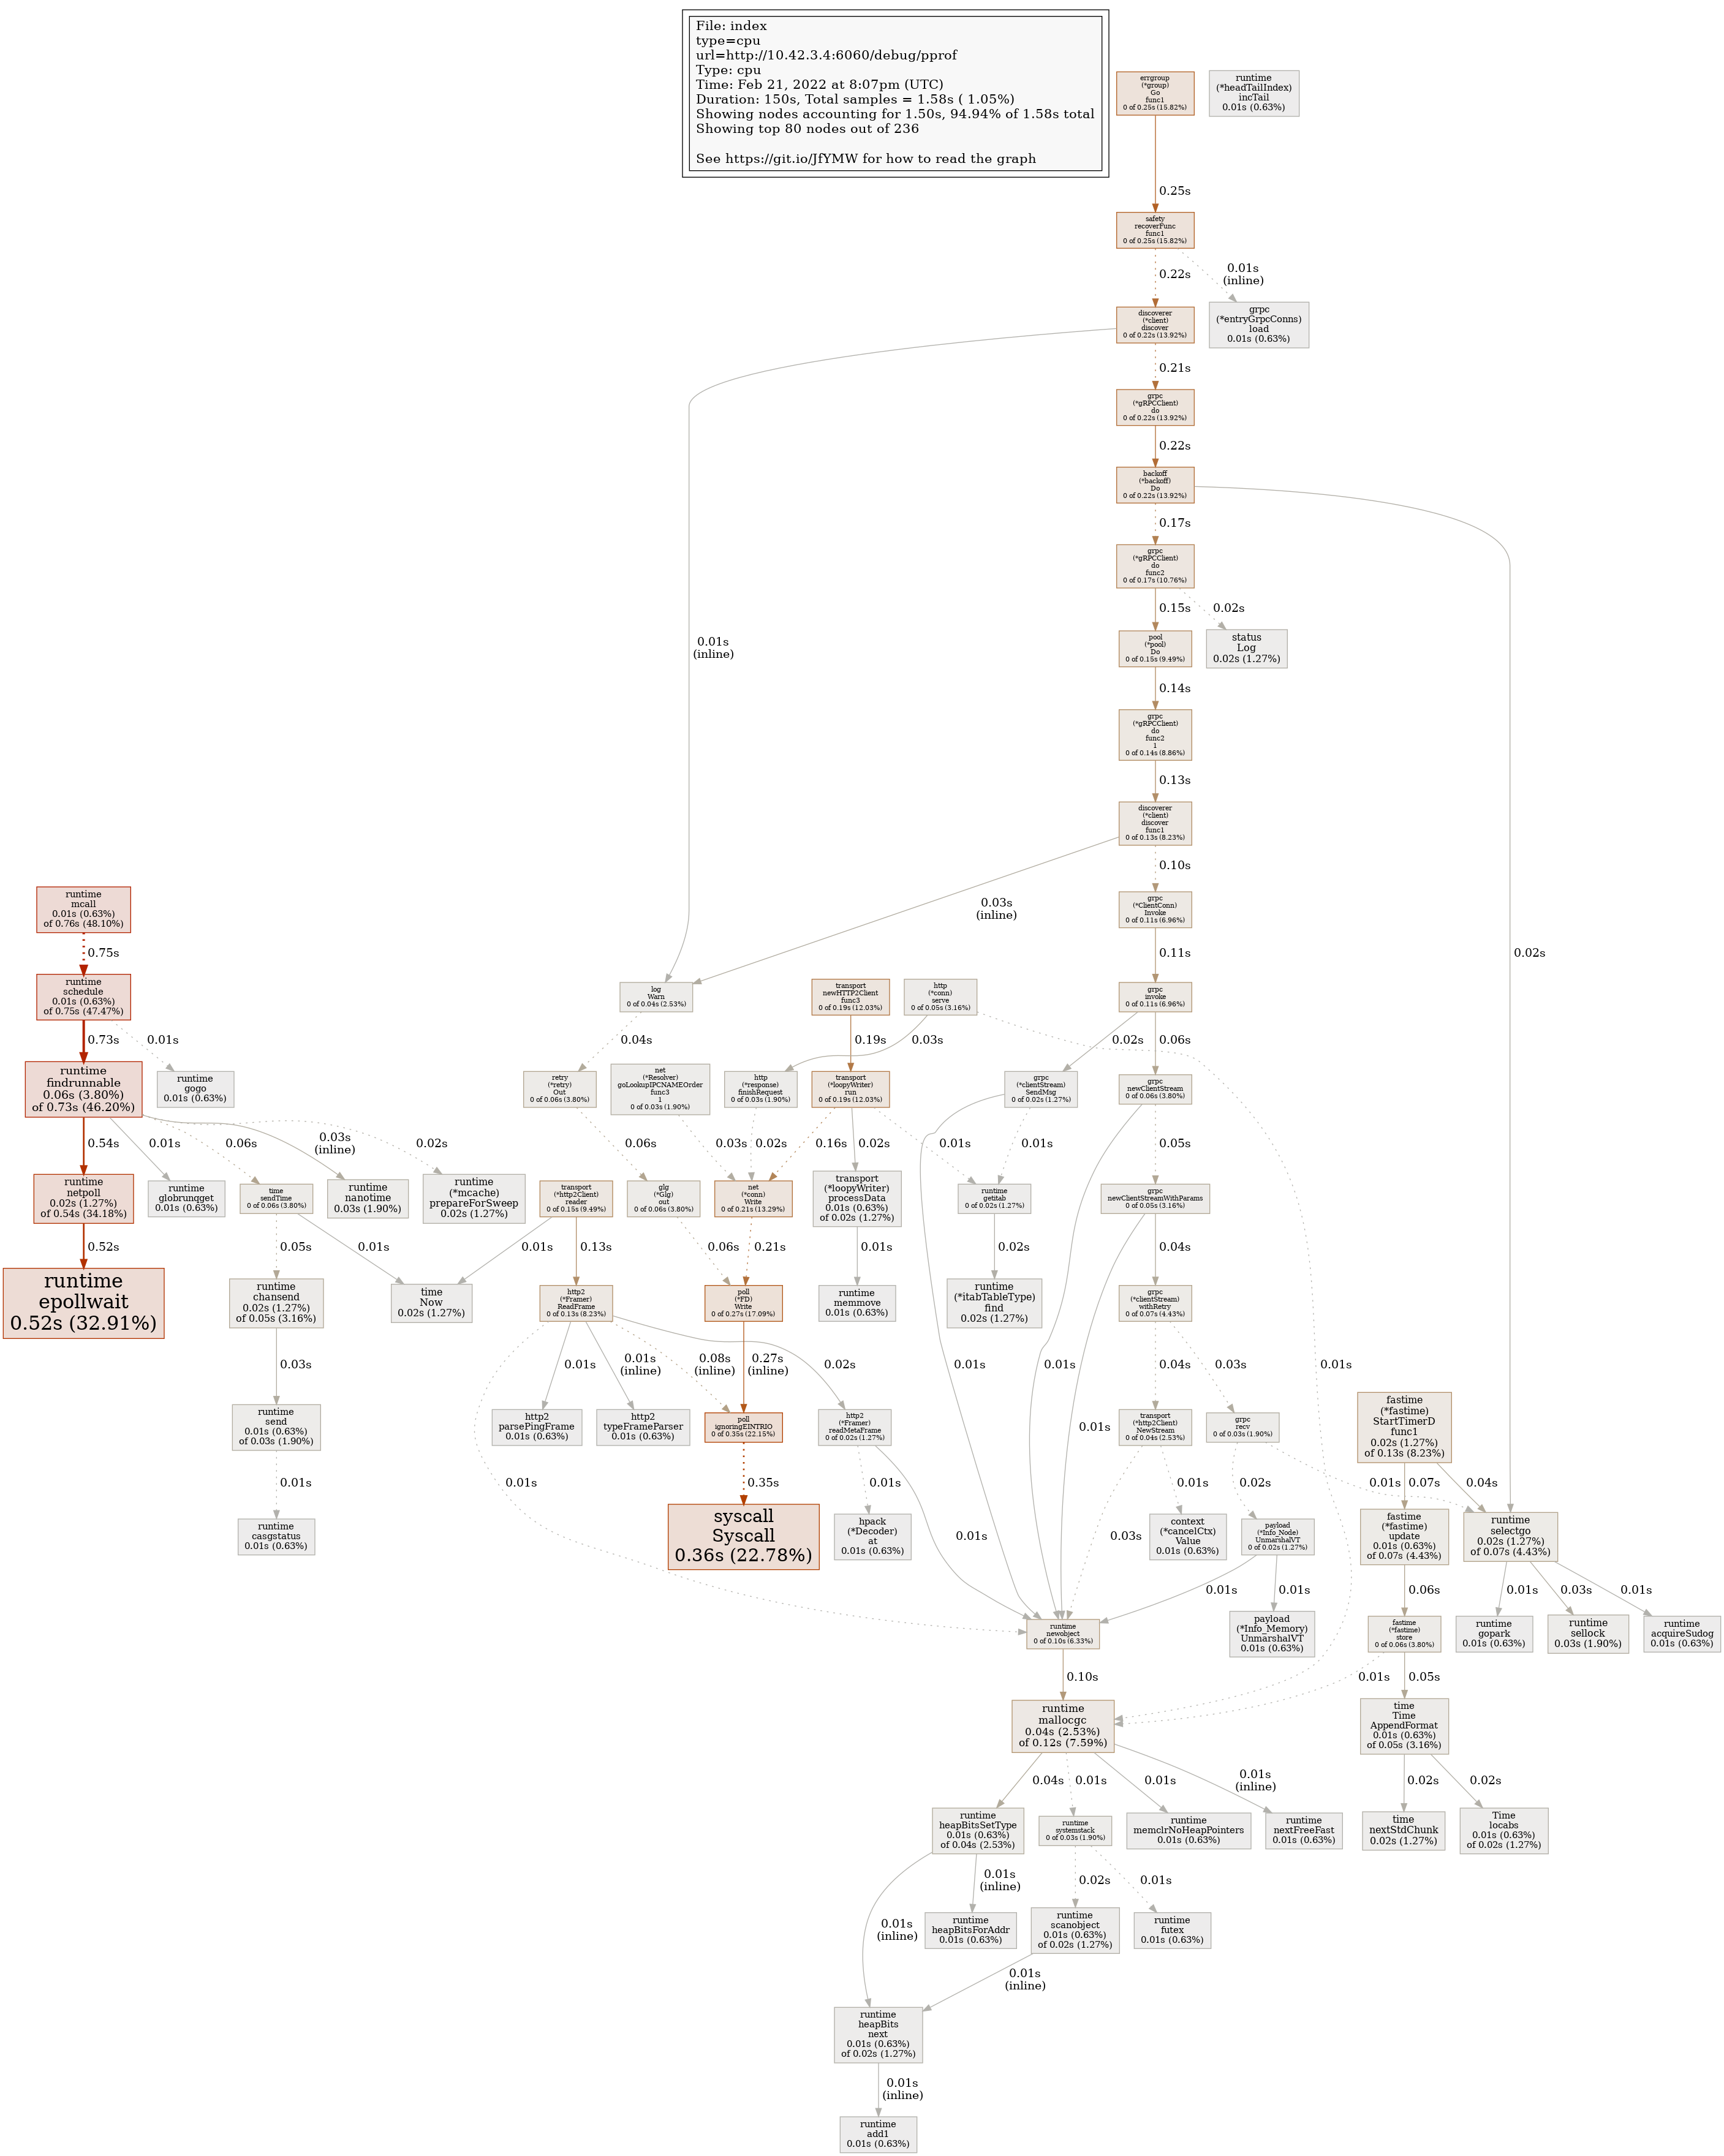 File: index
type=cpu
url=http://10.42.3.4:6060/debug/pprof
Type: cpu
Time: Feb 21, 2022 at 8:07pm (UTC)
Duration: 150s, Total samples = 1.58s ( 1.05%)
Showing nodes accounting for 1.50s, 94.94% of 1.58s total
Showing top 80 nodes out of 236
See https://git.io/JfYMW for how to read the graph
errgroup
(*group)
Go
func1
0 of 0.25s (15.82%)
runtime
(*headTailIndex)
incTail
0.01s (0.63%)
0.25s
safety
recoverFunc
func1
0 of 0.25s (15.82%)
0.22s
0.01s
(inline)
discoverer
(*client)
discover
0 of 0.22s (13.92%)
grpc
(*entryGrpcConns)
load
0.01s (0.63%)
0.21s
grpc
(*gRPCClient)
do
0 of 0.22s (13.92%)
0.22s
backoff
(*backoff)
Do
0 of 0.22s (13.92%)
0.17s
grpc
(*gRPCClient)
do
func2
0 of 0.17s (10.76%)
0.15s
0.02s
0.01s
(inline)
pool
(*pool)
Do
0 of 0.15s (9.49%)
status
Log
0.02s (1.27%)
0.14s
grpc
(*gRPCClient)
do
func2
1
0 of 0.14s (8.86%)
0.13s
discoverer
(*client)
discover
func1
0 of 0.13s (8.23%)
0.10s
0.03s
(inline)
grpc
(*ClientConn)
Invoke
0 of 0.11s (6.96%)
0.11s
0.02s
runtime
mcall
0.01s (0.63%)
of 0.76s (48.10%)
0.75s
runtime
schedule
0.01s (0.63%)
of 0.75s (47.47%)
log
Warn
0 of 0.04s (2.53%)
transport
newHTTP2Client
func3
0 of 0.19s (12.03%)
http
(*conn)
serve
0 of 0.05s (3.16%)
grpc
invoke
0 of 0.11s (6.96%)
0.73s
0.01s
0.04s
0.19s
0.03s
0.02s
0.06s
runtime
findrunnable
0.06s (3.80%)
of 0.73s (46.20%)
runtime
gogo
0.01s (0.63%)
retry
(*retry)
Out
0 of 0.06s (3.80%)
net
(*Resolver)
goLookupIPCNAMEOrder
func3
1
0 of 0.03s (1.90%)
http
(*response)
finishRequest
0 of 0.03s (1.90%)
transport
(*loopyWriter)
run
0 of 0.19s (12.03%)
grpc
(*clientStream)
SendMsg
0 of 0.02s (1.27%)
grpc
newClientStream
0 of 0.06s (3.80%)
0.54s
0.01s
0.06s
0.03s
(inline)
0.02s
0.06s
0.03s
0.02s
0.16s
0.02s
0.01s
0.01s
0.05s
runtime
netpoll
0.02s (1.27%)
of 0.54s (34.18%)
runtime
globrunqget
0.01s (0.63%)
time
sendTime
0 of 0.06s (3.80%)
runtime
nanotime
0.03s (1.90%)
runtime
(*mcache)
prepareForSweep
0.02s (1.27%)
transport
(*http2Client)
reader
0 of 0.15s (9.49%)
glg
(*Glg)
out
0 of 0.06s (3.80%)
net
(*conn)
Write
0 of 0.21s (13.29%)
transport
(*loopyWriter)
processData
0.01s (0.63%)
of 0.02s (1.27%)
runtime
getitab
0 of 0.02s (1.27%)
grpc
newClientStreamWithParams
0 of 0.05s (3.16%)
0.52s
0.05s
0.01s
0.01s
0.13s
0.06s
0.21s
0.01s
0.02s
0.04s
runtime
epollwait
0.52s (32.91%)
runtime
chansend
0.02s (1.27%)
of 0.05s (3.16%)
time
Now
0.02s (1.27%)
http2
(*Framer)
ReadFrame
0 of 0.13s (8.23%)
poll
(*FD)
Write
0 of 0.27s (17.09%)
runtime
memmove
0.01s (0.63%)
runtime
(*itabTableType)
find
0.02s (1.27%)
grpc
(*clientStream)
withRetry
0 of 0.07s (4.43%)
0.03s
0.01s
0.01s
(inline)
0.08s
(inline)
0.27s
(inline)
0.02s
0.01s
0.01s
0.04s
0.03s
0.01s
runtime
send
0.01s (0.63%)
of 0.03s (1.90%)
http2
parsePingFrame
0.01s (0.63%)
http2
typeFrameParser
0.01s (0.63%)
poll
ignoringEINTRIO
0 of 0.35s (22.15%)
http2
(*Framer)
readMetaFrame
0 of 0.02s (1.27%)
0.01s
transport
(*http2Client)
NewStream
0 of 0.04s (2.53%)
grpc
recv
0 of 0.03s (1.90%)
fastime
(*fastime)
StartTimerD
func1
0.02s (1.27%)
of 0.13s (8.23%)
0.01s
0.01s
0.35s
0.01s
0.01s
0.02s
0.01s
0.07s
0.04s
runtime
casgstatus
0.01s (0.63%)
syscall
Syscall
0.36s (22.78%)
hpack
(*Decoder)
at
0.01s (0.63%)
0.01s
0.03s
context
(*cancelCtx)
Value
0.01s (0.63%)
payload
(*Info_Node)
UnmarshalVT
0 of 0.02s (1.27%)
fastime
(*fastime)
update
0.01s (0.63%)
of 0.07s (4.43%)
runtime
selectgo
0.02s (1.27%)
of 0.07s (4.43%)
0.01s
0.01s
0.06s
0.01s
0.03s
0.01s
runtime
newobject
0 of 0.10s (6.33%)
payload
(*Info_Memory)
UnmarshalVT
0.01s (0.63%)
fastime
(*fastime)
store
0 of 0.06s (3.80%)
runtime
gopark
0.01s (0.63%)
runtime
sellock
0.03s (1.90%)
runtime
acquireSudog
0.01s (0.63%)
0.10s
0.01s
0.05s
runtime
mallocgc
0.04s (2.53%)
of 0.12s (7.59%)
time
Time
AppendFormat
0.01s (0.63%)
of 0.05s (3.16%)
0.04s
0.01s
0.01s
0.01s
(inline)
0.02s
0.02s
runtime
heapBitsSetType
0.01s (0.63%)
of 0.04s (2.53%)
runtime
systemstack
0 of 0.03s (1.90%)
runtime
memclrNoHeapPointers
0.01s (0.63%)
runtime
nextFreeFast
0.01s (0.63%)
time
nextStdChunk
0.02s (1.27%)
Time
locabs
0.01s (0.63%)
of 0.02s (1.27%)
0.01s
(inline)
0.01s
(inline)
0.02s
0.01s
runtime
heapBitsForAddr
0.01s (0.63%)
runtime
scanobject
0.01s (0.63%)
of 0.02s (1.27%)
runtime
futex
0.01s (0.63%)
0.01s
(inline)
runtime
heapBits
next
0.01s (0.63%)
of 0.02s (1.27%)
0.01s
(inline)
runtime
add1
0.01s (0.63%)